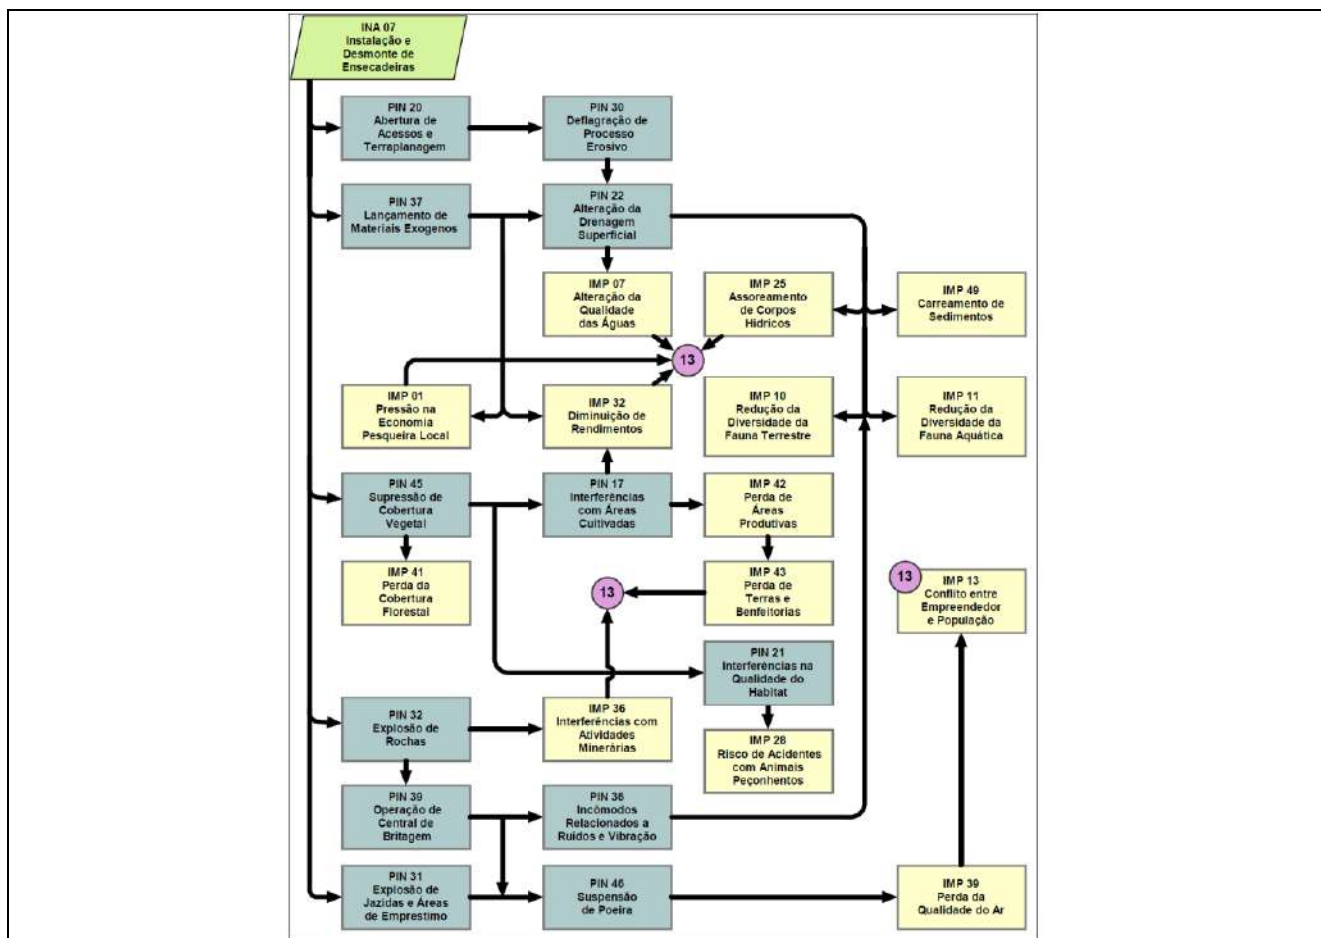 INA 07
Instalação e
Desmonte de
Ensecadeiras
PIN 20
Abertura de
Acessos e
Terraplanagem
PIN 30
Deflagração de
Processo
Erosivo
PIN 37
Lançamento de
Materiais Exogenos
PIN 22
Alteração da
Drenagem
Superficial
IMP 07
Alteração da
Qualidade
das Águas
IMP 25
Assoreamento
de Corpos
Hídricos
IMP 49
Carreamento de
Sedimentos
13
IMP 01
Pressão na
Economia
Pesqueira Local
IMP 32
Diminuição de
Rendimentos
IMP 10
Redução da
Diversidade da
Fauna Terrestre
IMP 11
Redução da
Diversidade da
Fauna Aquática
PIN 45
Supressão de
Cobertura
Vegetal
PIN 17
Interferências
com Áreas
Cultivadas
IMP 42
Perda de
Áreas
Produtivas
IMP 41
Perda da
Cobertura
Florestal
13
IMP 43
Perda de
Terras e
Benfeitorias
13
IMP 13
Conflito entre
Empreendedor
e População
PIN 21
Interferências na
Qualidade do
Habitat
PIN 32
Explosão de
Rochas
IMP 36
Interferências com
Atividades
Minerárias
IMP 28
Risco de Acidentes
com Animais
Peçonhentos
PIN 39
Operação de
Central de
Britagem
PIN 36
Incômodos
Relacionados a
Ruídos e Vibração
PIN 31
Explosão de
Jazidas e Áreas
de Emprestimo
PIN 46
Suspensão
de Poeira
IMP 39
Perda da
Qualidade do Ar